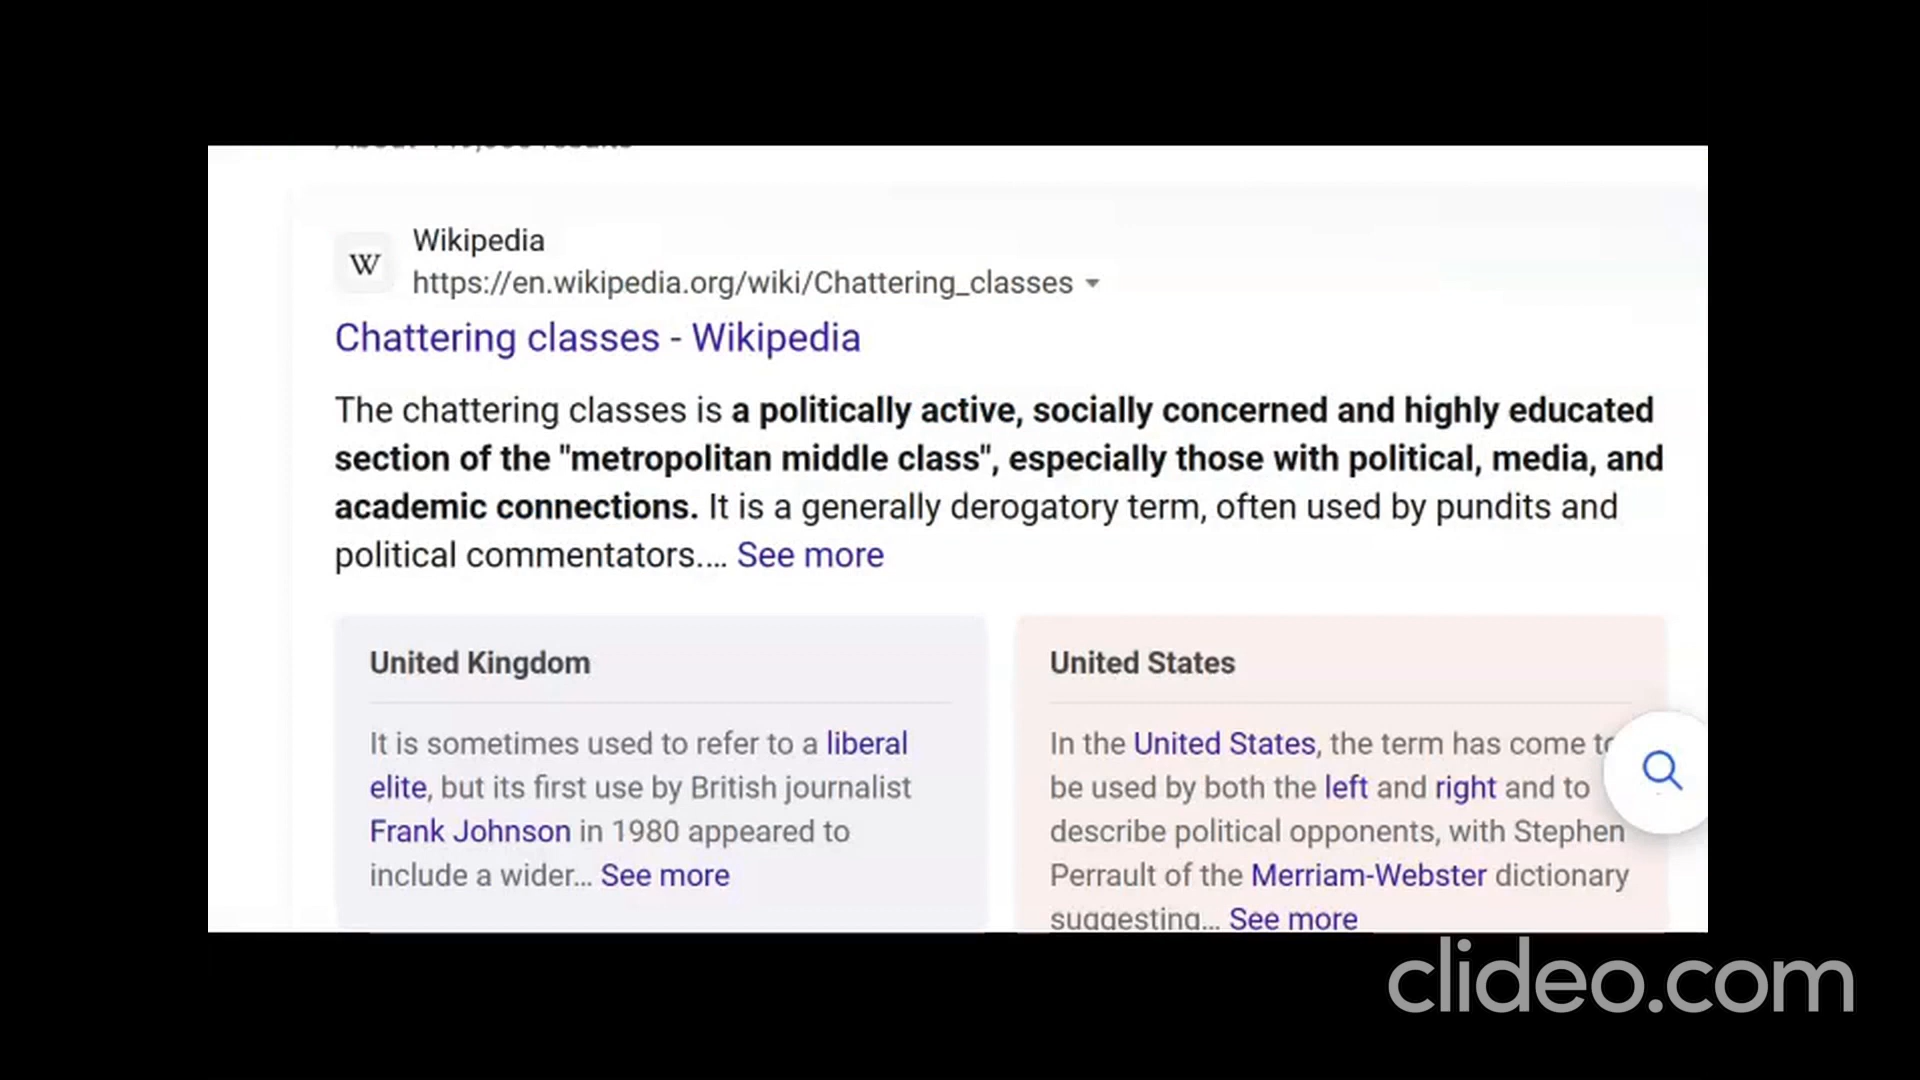 Wikipedia
W
https://en.wikipedia.org/wiki/Chattering_classes
Chattering classes - Wikipedia
The chattering classes is a politically active, socially concerned and highly educated
section of the "metropolitan middle class", especially those with political, media, and
academic connections. It is a generally derogatory term, often used by pundits and
political commentators.... See more
United Kingdom
It is sometimes used to refer to a liberal
elite, but its first use by British journalist
Frank Johnson in 1980 appeared to
include a wider... See more
United States
In the United States, the term has come to
be used by both the left and right and to
describe political opponents, with Stephen
Perrault of the Merriam-Webster dictionary
suggesting... See more
clideo.com